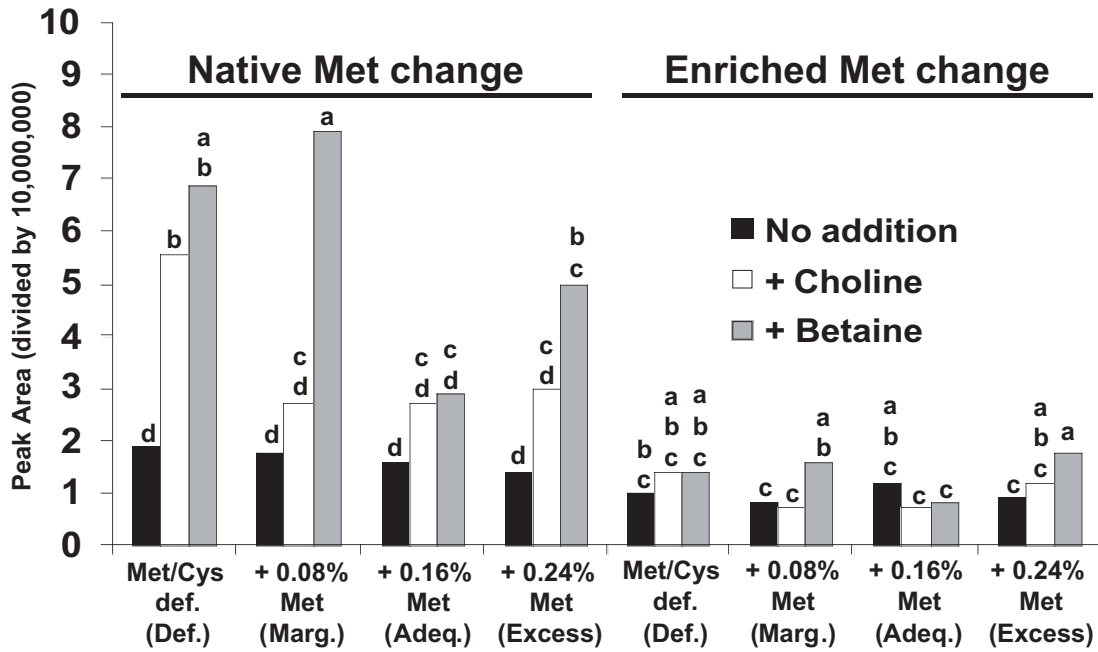 Peak Area (divided by 10,000,000)
10
9
8
7
6
5
4
3
2
1
0
Native Met change
Enriched Met change
No addition
+ Choline
+ Betaine
d
b
a
b
d
c
d
a
d
c
d
c
d
d
c
d
b
c
b
c
a
b
c
a
b
c
c
c
a
b
a
b
c
c
c
c
a
b
c
a
Met/Cys
def.
(Def.)
+ 0.08%
Met
(Marg.)
+ 0.16%
Met
(Adeq.)
+ 0.24%
Met
(Excess)
Met/Cys
def.
(Def.)
+ 0.08%
Met
(Marg.)
+ 0.16%
Met
(Adeq.)
+ 0.24%
Met
(Excess)